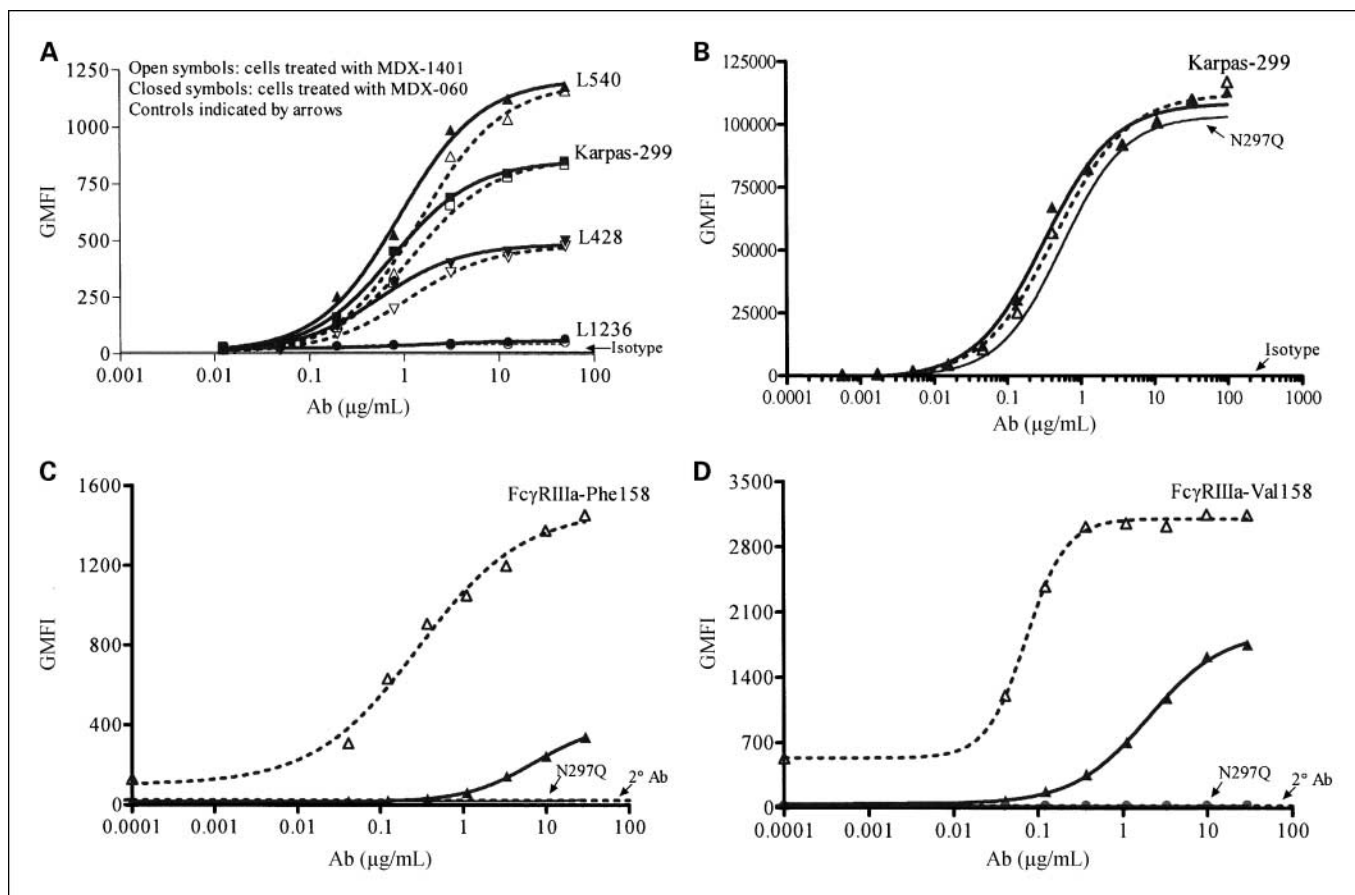 A
Open symbols: cells treated with MDX-1401
Closed symbols: cells treated with MDX-060
Controls indicated by arrows
1250
1000
750
500
250
0
GMFI
L540
Karpas-299
L428
L1236
Isotype
0.001 0.01 0.1 1 10 100
Ab (µg/mL)
B
125000
100000
75000
50000
25000
0
GMFI
Karpas-299
N297Q
Isotype
0.0001 0.001 0.01 0.1 1 10 100 1000
Ab (µg/mL)
C
1600
1200
800
400
0
GMFI
FcγRIIIa-Phe158
N297Q
2° Ab
0.0001 0.001 0.01 0.1 1 10 100
Ab (µg/mL)
D
3500
2800
2100
1400
700
0
GMFI
FcγRIIIa-Val158
N297Q
2° Ab
0.0001 0.001 0.01 0.1 1 10 100
Ab (µg/mL)